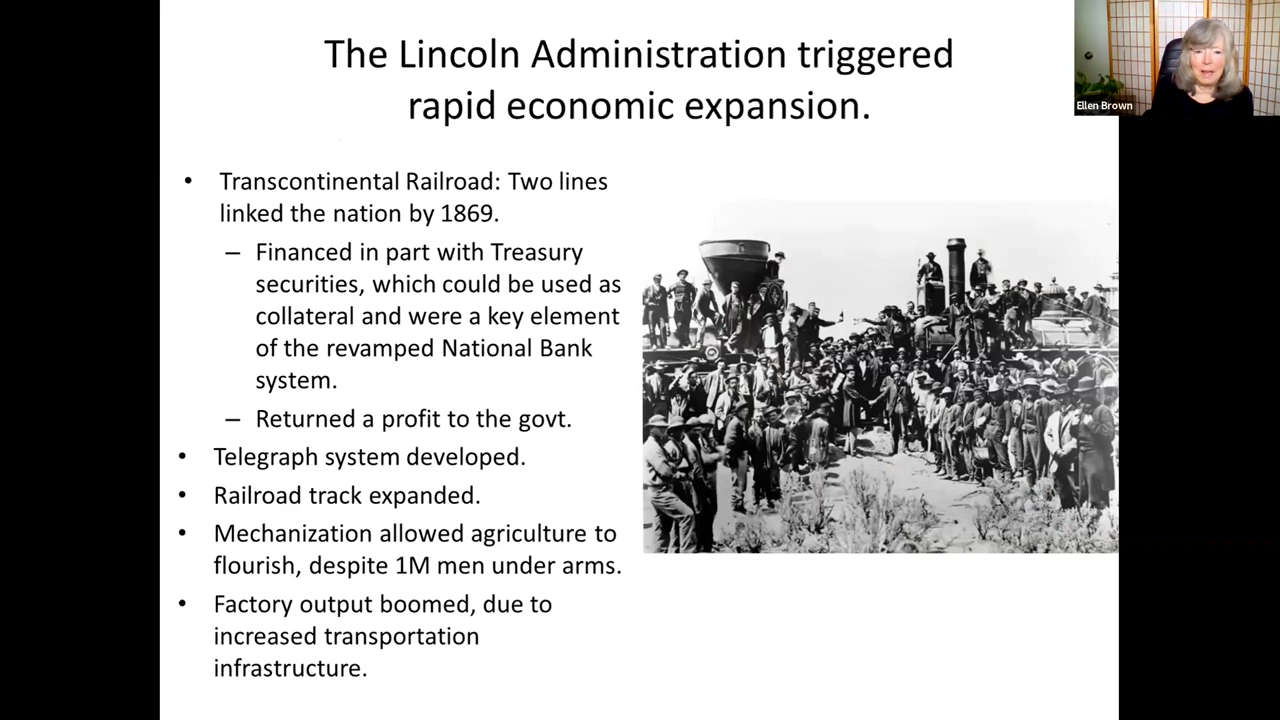 The Lincoln Administration triggered
rapid economic expansion.
Ellen Brown
• Transcontinental Railroad: Two lines
linked the nation by 1869.
– Financed in part with Treasury
securities, which could be used as
collateral and were a key element
of the revamped National Bank
system.
– Returned a profit to the govt.
• Telegraph system developed.
• Railroad track expanded.
• Mechanization allowed agriculture to
flourish, despite 1M men under arms.
• Factory output boomed, due to
increased transportation
infrastructure.